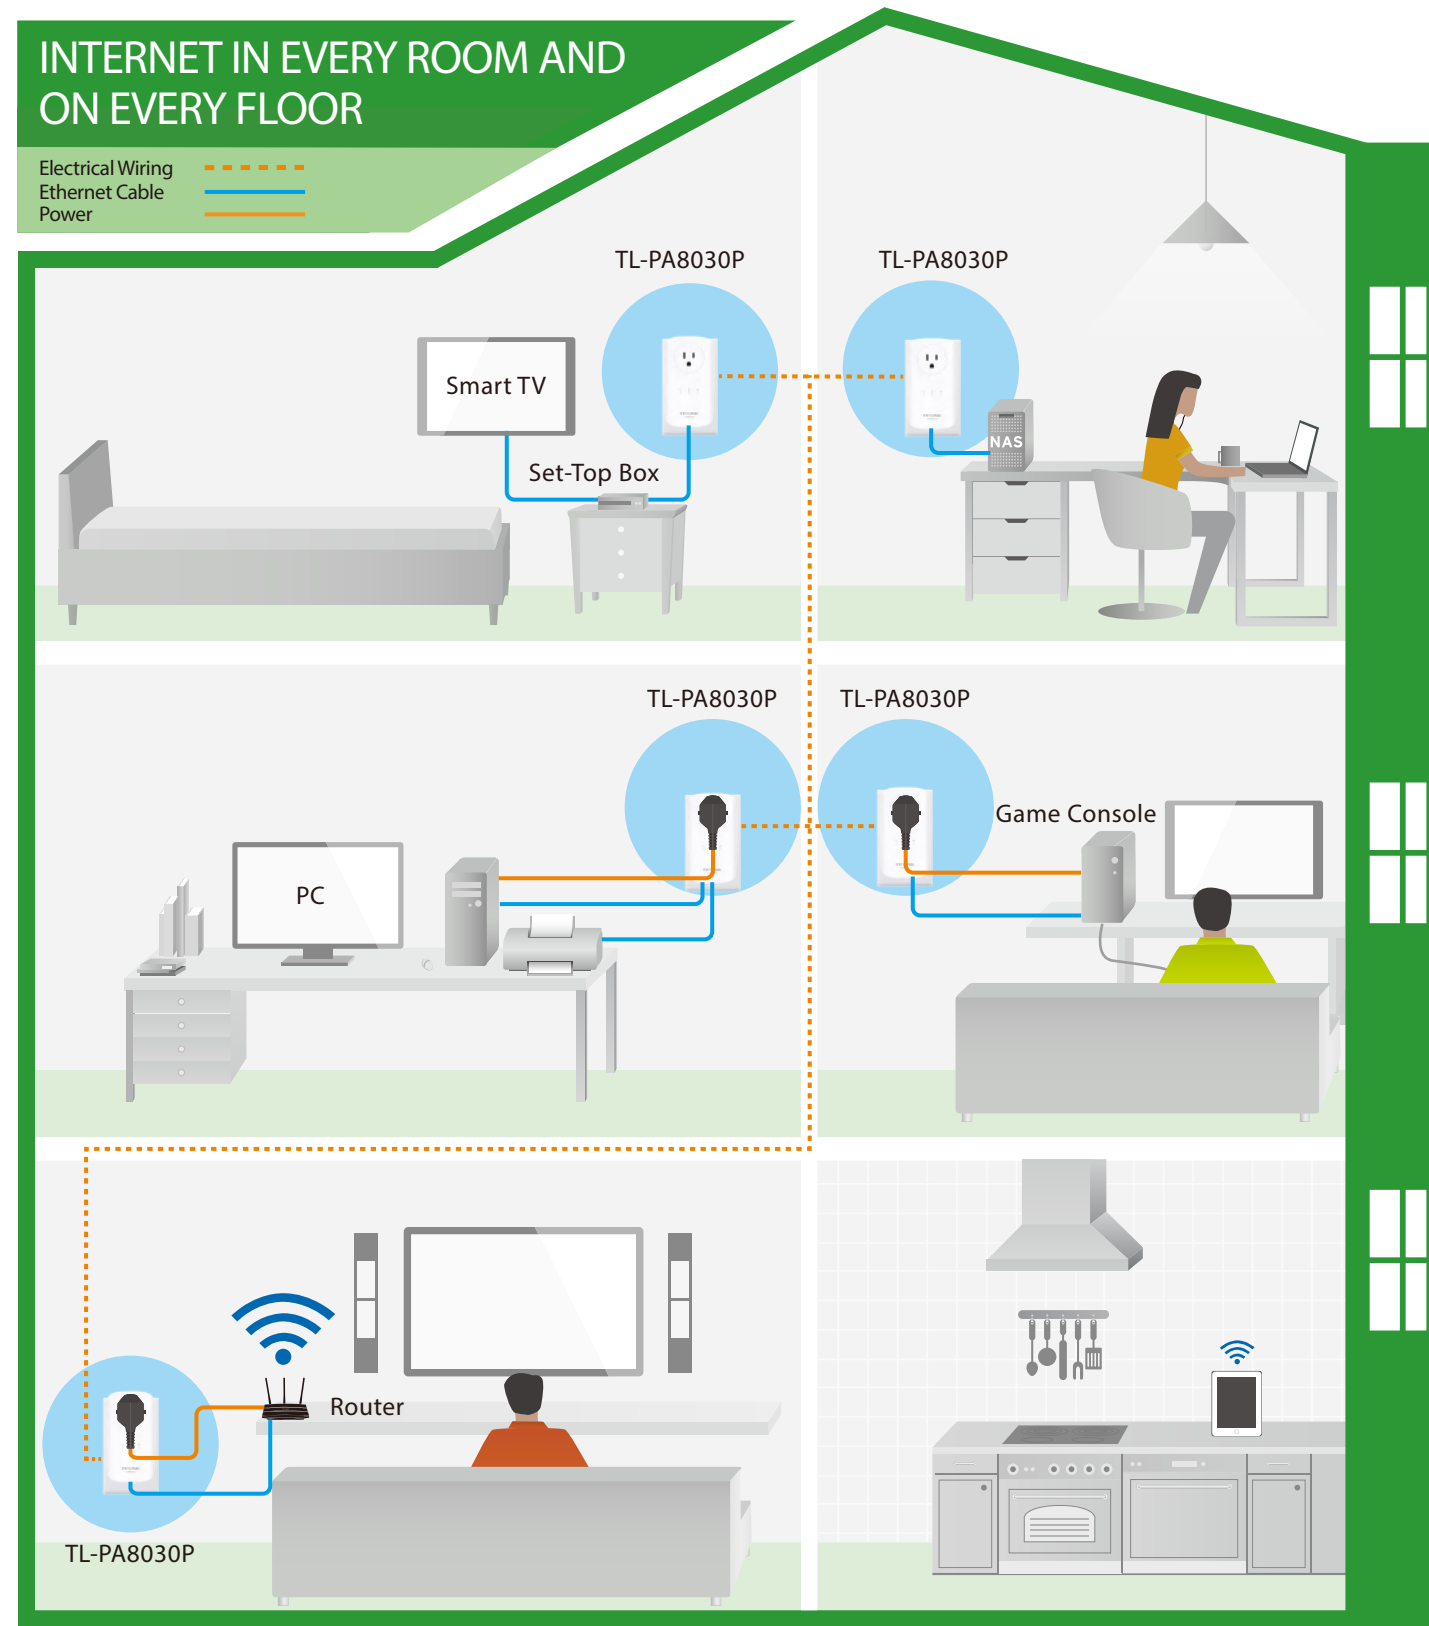 INTERNET IN EVERY ROOM AND
ON EVERY FLOOR
Electrical Wiring
Ethernet Cable
Power
TL-PA8030P
TL-PA8030P
Smart TV
NAS
Set-Top Box
TL-PA8030P
TL-PA8030P
Game Console
PC
Router
TL-PA8030P